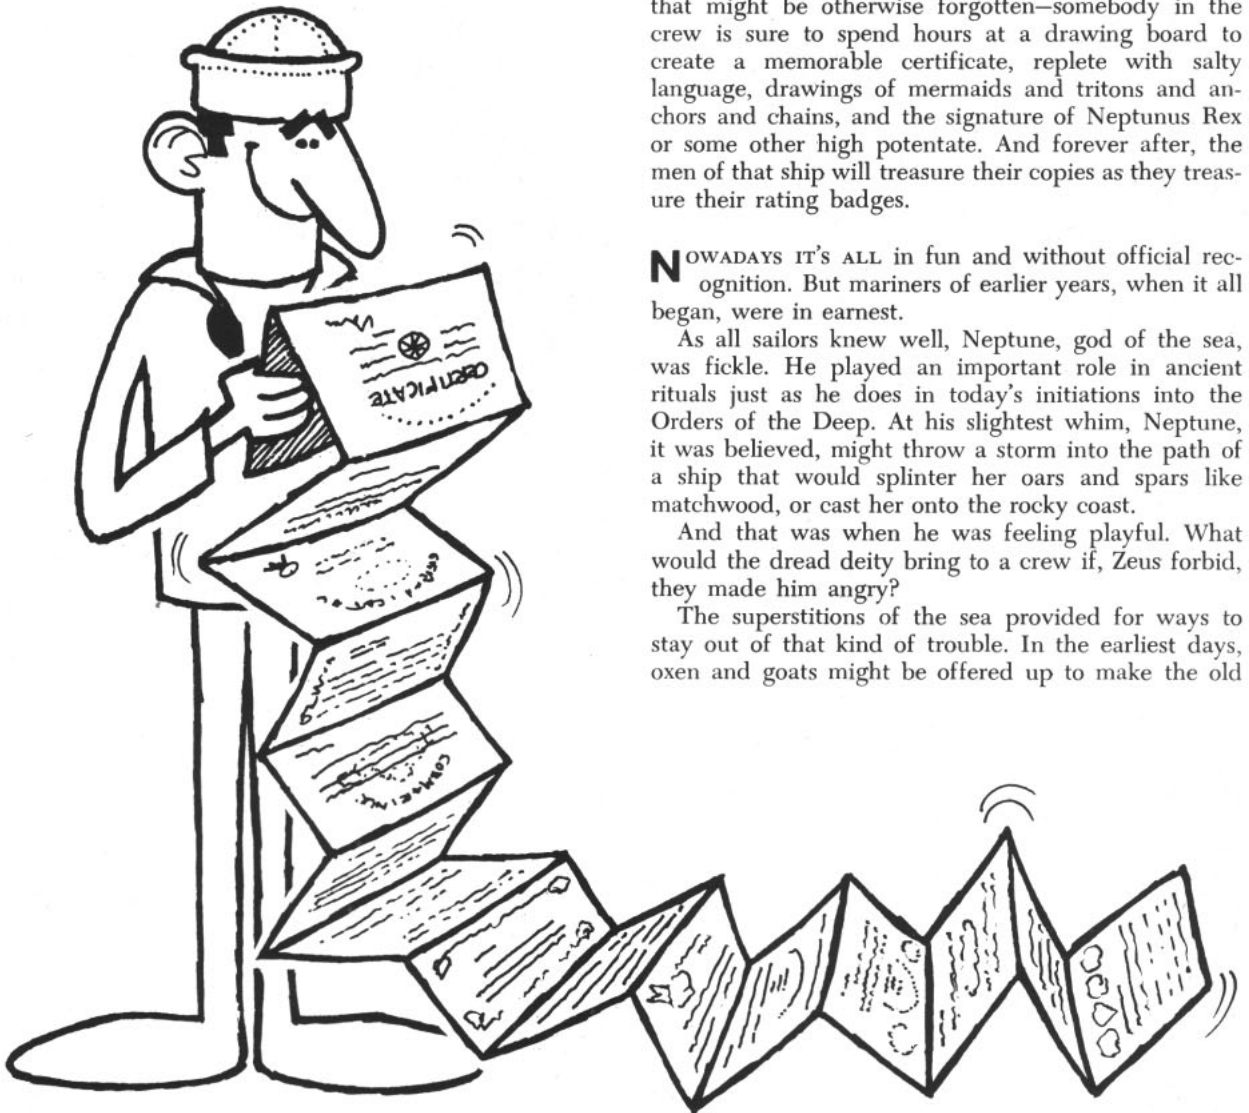 that might be otherwise forgotten—somebody in the
crew is sure to spend hours at a drawing board to
create a memorable certificate, replete with salty
language, drawings of mermaids and tritons and an-
chors and chains, and the signature of Neptunus Rex
or some other high potentate. And forever after, the
men of that ship will treasure their copies as they treas-
ure their rating badges.
NOWADAYS IT'S ALL in fun and without official rec-
ognition. But mariners of earlier years, when it all
began, were in earnest.
As all sailors knew well, Neptune, god of the sea,
was fickle. He played an important role in ancient
rituals just as he does in today's initiations into the
Orders of the Deep. At his slightest whim, Neptune,
it was believed, might throw a storm into the path of
a ship that would splinter her oars and spars like
matchwood, or cast her onto the rocky coast.
And that was when he was feeling playful. What
would the dread deity bring to a crew if, Zeus forbid,
they made him angry?
The superstitions of the sea provided for ways to
stay out of that kind of trouble. In the earliest days,
oxen and goats might be offered up to make the old
CERTIFICATE